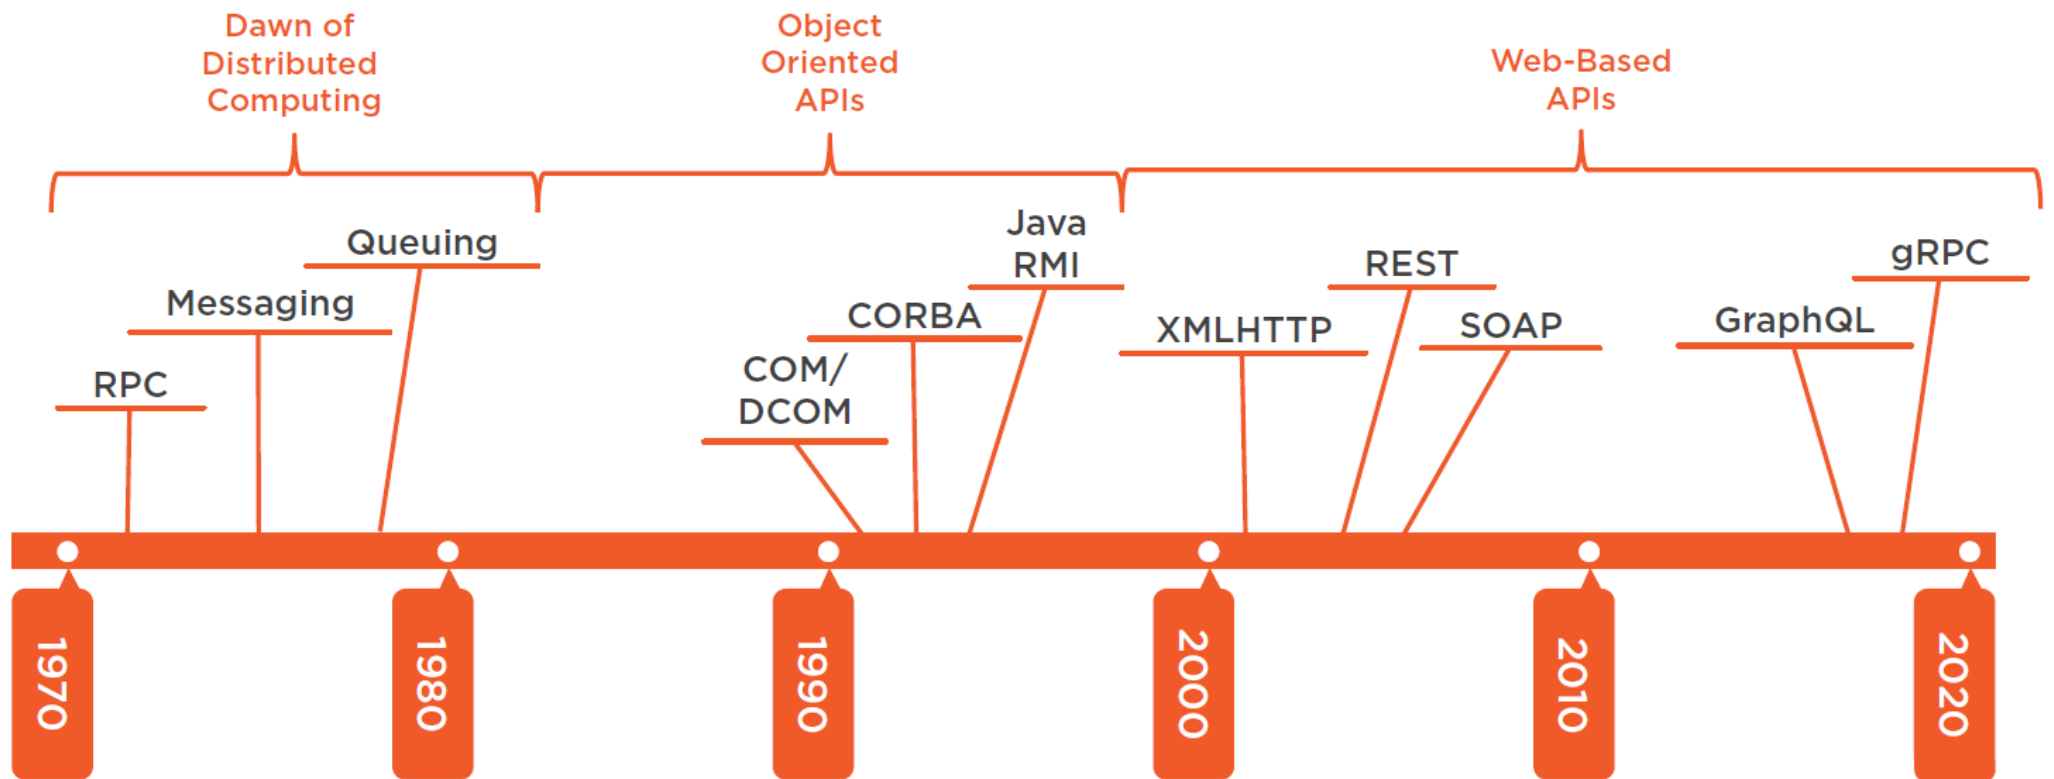 Dawn of
Distributed
Computing
Object
Oriented
APIs
Web-Based
APIs
RPC
Messaging
Queuing
COM/
DCOM
CORBA
Java
RMI
XMLHTTP
REST
SOAP
GraphQL
gRPC
1970
1980
1990
2000
2010
2020